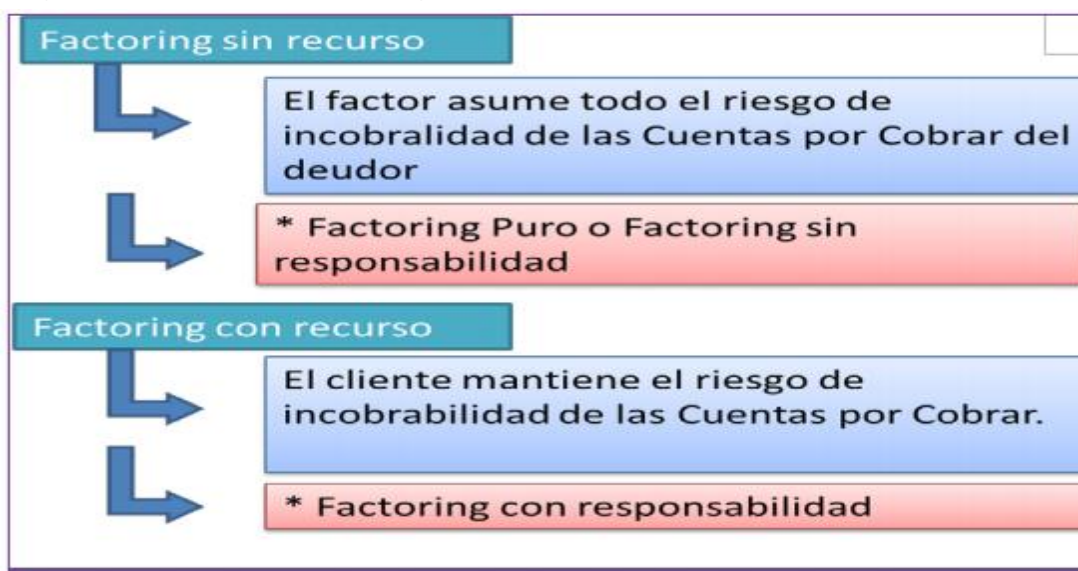 Factoring sin recurso
El factor asume todo el riesgo de
incobralidad de las Cuentas por Cobrar del
deudor
* Factoring Puro o Factoring sin
responsabilidad
Factoring con recurso
El cliente mantiene el riesgo de
incobrabilidad de las Cuentas por Cobrar.
* Factoring con responsabilidad